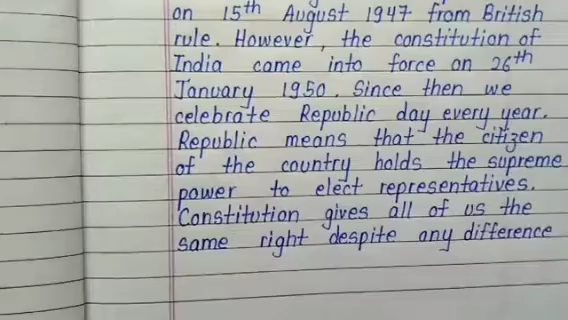 on 15th August 1947 from British
rule. However, the constitution of
India came into force on 26th
January 1950. Since then we
celebrate Republic day every year.
Republic means that the citizen
of the country holds the supreme
power to elect representatives.
Constitution gives all of us the
same right despite any difference